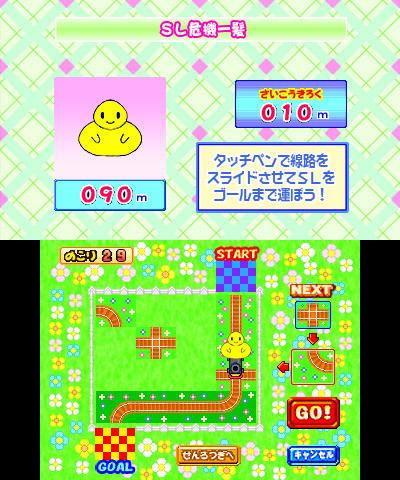 SL危機一髪
さいこうきろく
010m
090m
タッチペンで線路を
スライドさせてSLを
ゴールまで運ぼう！
のこり 29
START
NEXT
GO!
GOAL
せんろつぎへ
キャンセル